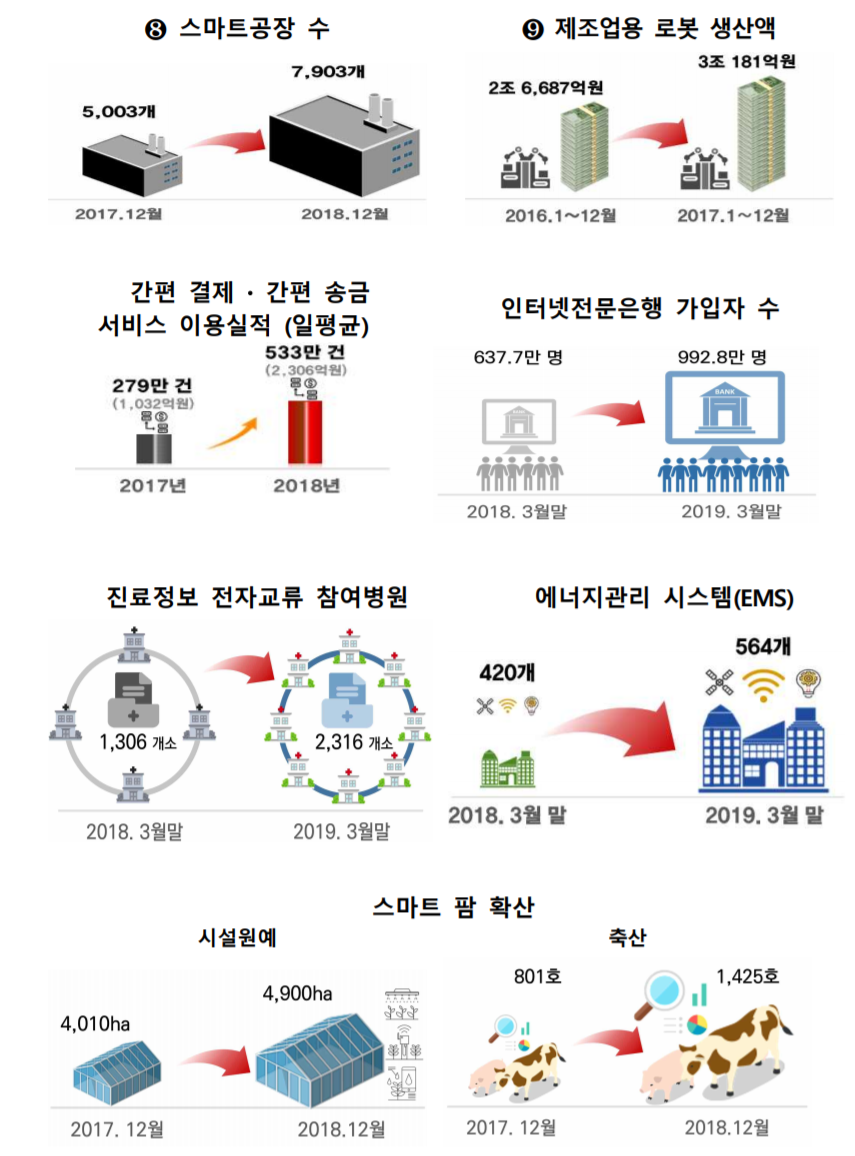 ❽ 스마트공장 수
5,003개
7,903개
2017.12월
2018.12월
❾ 제조업용 로봇 생산액
2조 6,687억원
3조 181억원
2016.1~12월
2017.1~12월
간편 결제 · 간편 송금
서비스 이용실적 (일평균)
279만 건
(1,032억원)
533만 건
(2,306억원)
2017년
2018년
인터넷전문은행 가입자 수
637.7만 명
992.8만 명
BANK
2018. 3월말
2019. 3월말
진료정보 전자교류 참여병원
1,306 개소
2,316 개소
2018. 3월말
2019. 3월말
에너지관리 시스템(EMS)
420개
564개
2018. 3월 말
2019. 3월 말
스마트 팜 확산
시설원예
4,010ha
4,900ha
2017. 12월
2018.12월
축산
801호
1,425호
2017. 12월
2018.12월